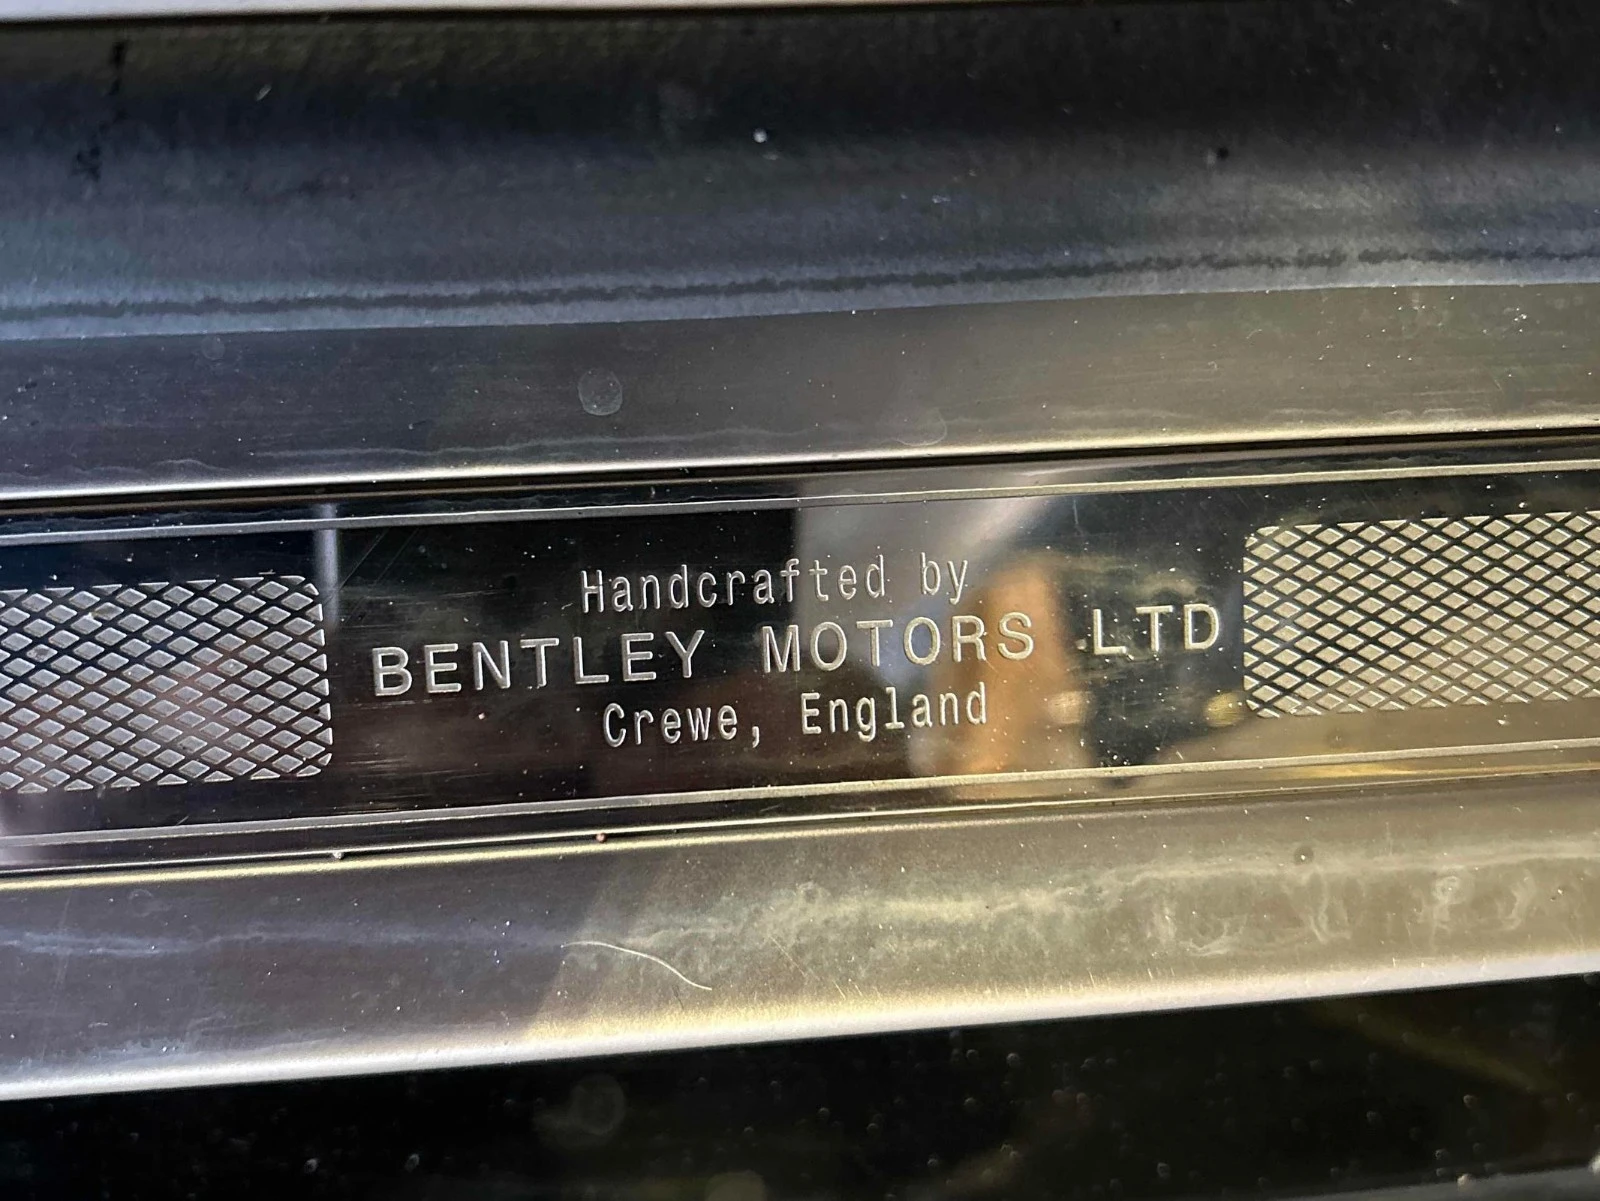 Handcrafted by
BENTLEY MOTORS LTD
Crewe, England